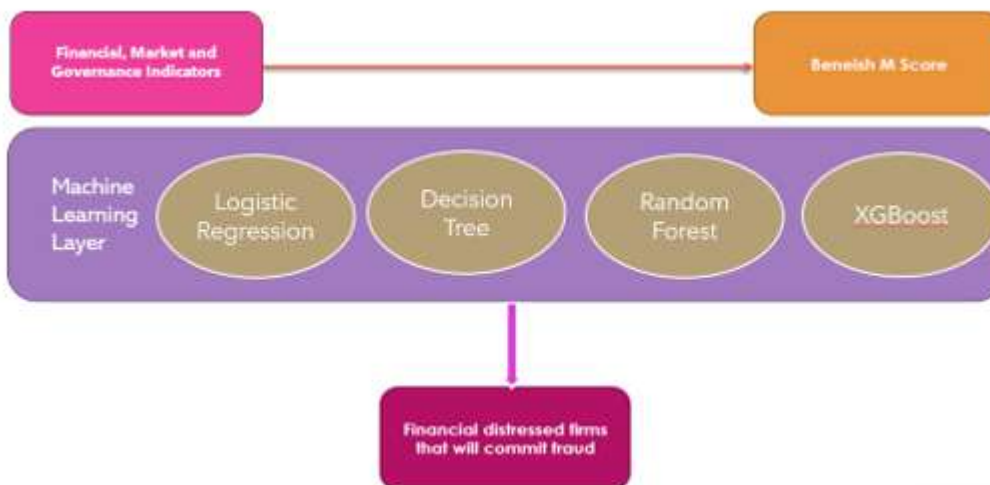 Financial, Market and
Governance Indicators
Beneish M Score
Machine
Learning
Layer
Logistic
Regression
Decision
Tree
Random
Forest
XGBoost
Financial distressed firms
that will commit fraud